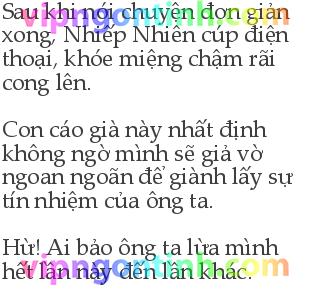 Sau khi nói chuyện đơn giản
xong, Nhiếp Nhiên cúp điện
thoại, khóe miệng chậm rãi
cong lên.
Con cáo già này nhất định
không ngờ mình sẽ giả vờ
ngoan ngoãn để giành lấy sự
tín nhiệm của ông ta.
Hừ! Ai bảo ông ta lừa mình
hết lần này đến lần khác.
vipngontinh.com
vipngontinh.com